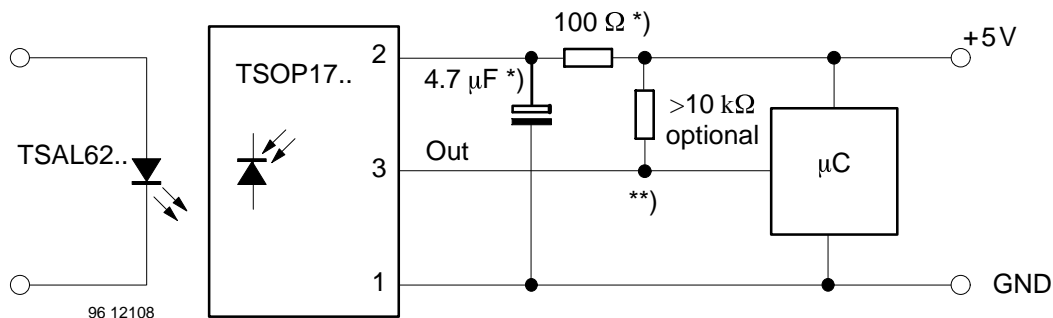 100 Ω *)
+5V
2
TSOP17..
4.7 µF *)
>10 kΩ
optional
TSAL62..
Out
3
µC
**)
1
GND
96 12108